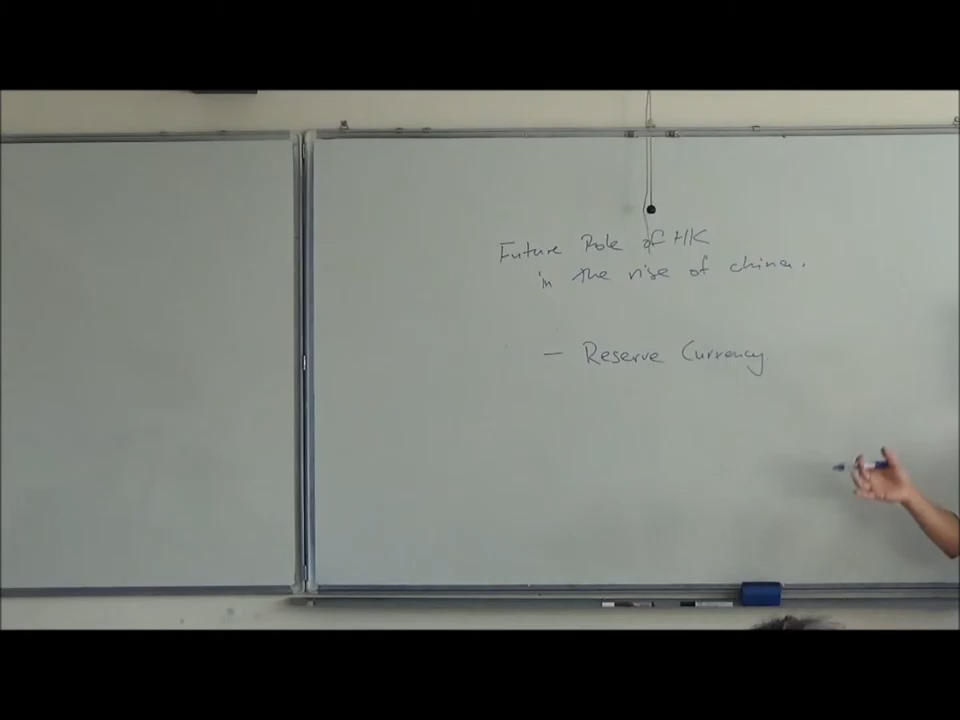 Future Role of HK
in the rise of china.
— Reserve Currency